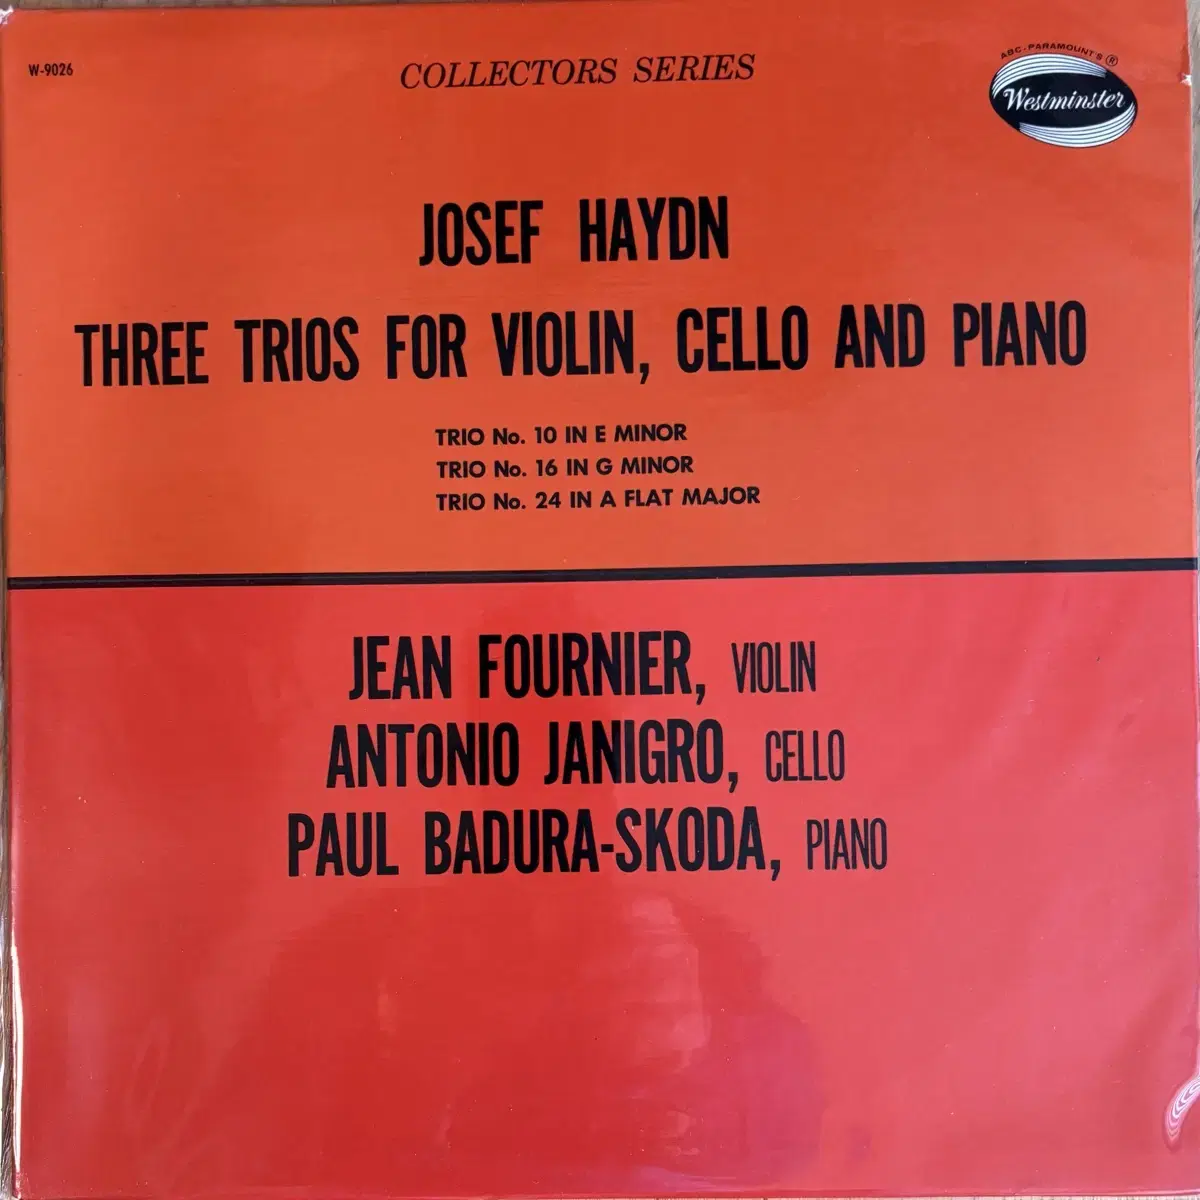 W-9026
COLLECTORS SERIES
ABC-PARAMOUNT'S ®
Westminster
JOSEF HAYDN
THREE TRIOS FOR VIOLIN, CELLO AND PIANO
TRIO No. 10 IN E MINOR
TRIO No. 16 IN G MINOR
TRIO No. 24 IN A FLAT MAJOR
JEAN FOURNIER, VIOLIN
ANTONIO JANIGRO, CELLO
PAUL BADURA-SKODA, PIANO